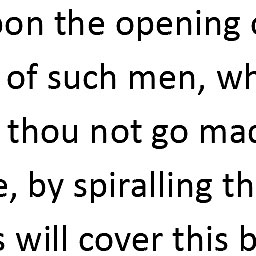 oon the opening
of such men, wh
thou not go mad
e, by spiralling th
s will cover this b